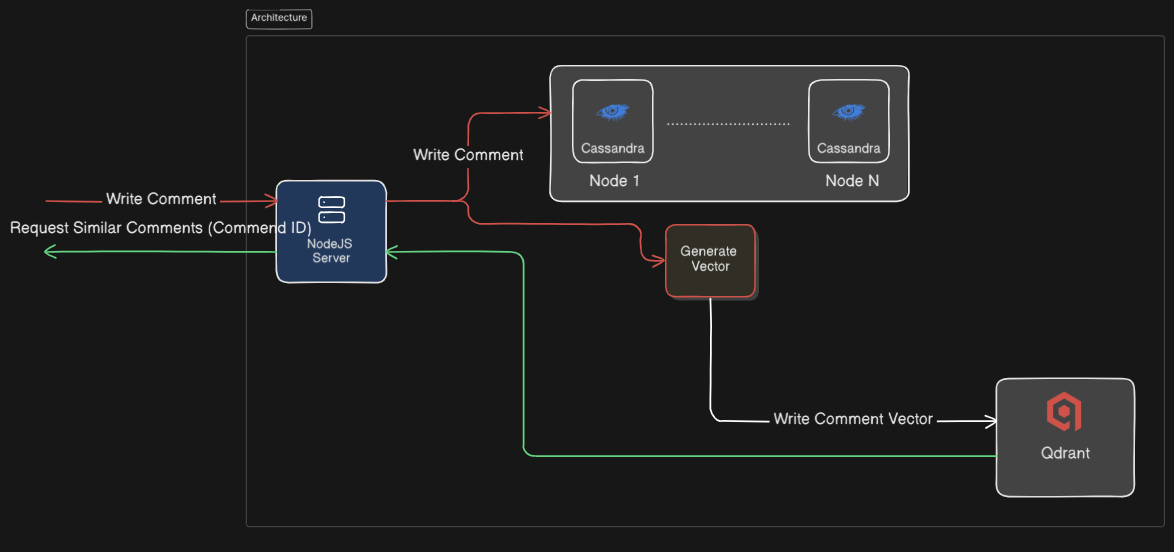 Architecture
Cassandra
Cassandra
Node 1
Node N
Write Comment
Write Comment
Request Similar Comments (Commend ID)
NodeJS
Server
Generate
Vector
Write Comment Vector
Qdrant